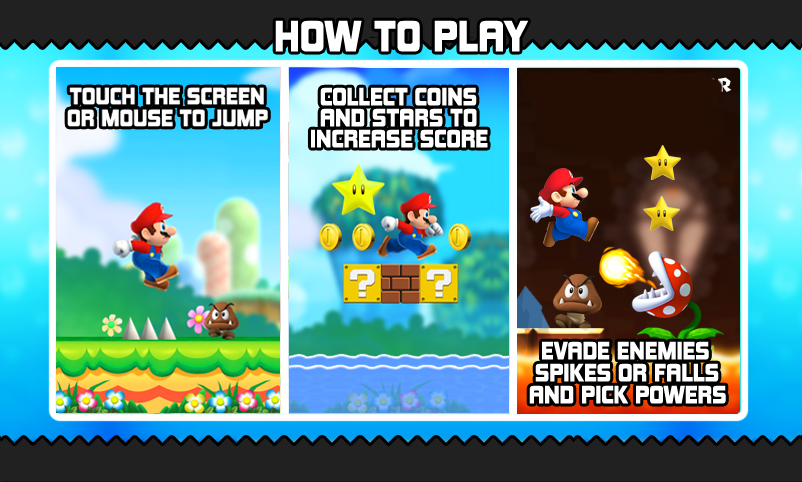 HOW TO PLAY
TOUCH THE SCREEN
OR MOUSE TO JUMP
COLLECT COINS
AND STARS TO
INCREASE SCORE
? ?
R
EVADE ENEMIES
SPIKES OR FALLS
AND PICK POWERS